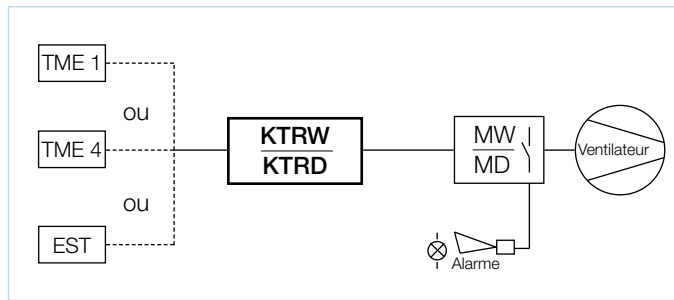 TME 1
ou
TME 4
ou
EST
KTRW
KTRD
MW
MD
Ventilateur
Alarme